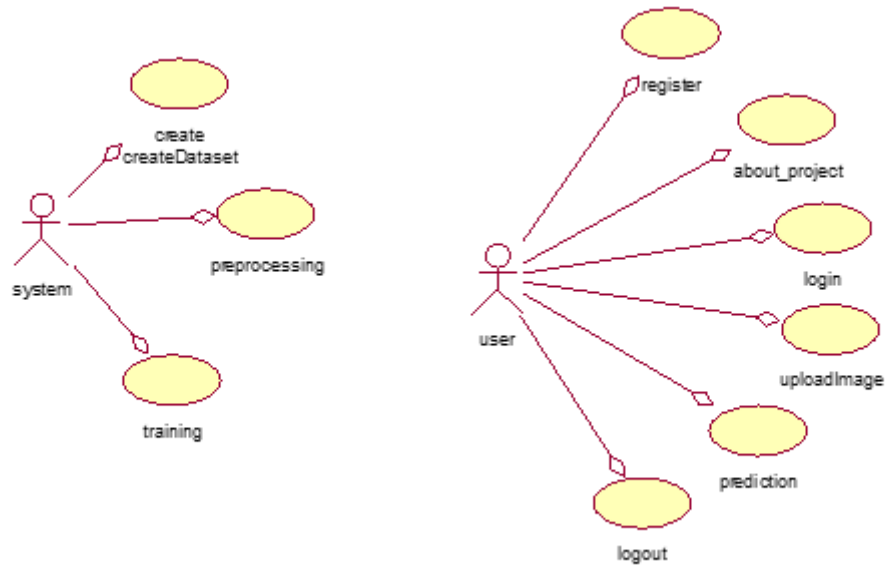 create
createDataset
preprocessing
system
training
register
about_project
login
user
uploadImage
prediction
logout